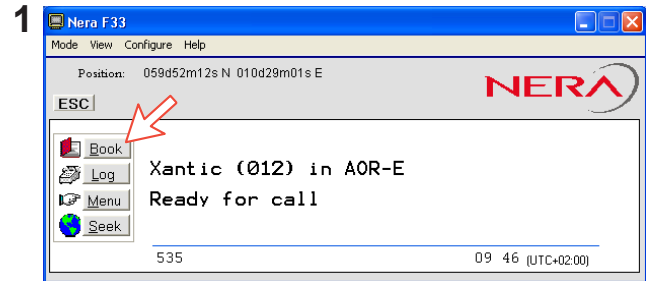 1
Nera F33
Mode View Configure Help
Position: 059d52m12s N 010d29m01s E
NERA
ESC
Book
Log
Menu
Seek
Xantic (012) in AOR-E
Ready for call
535 09 46 (UTC+02:00)